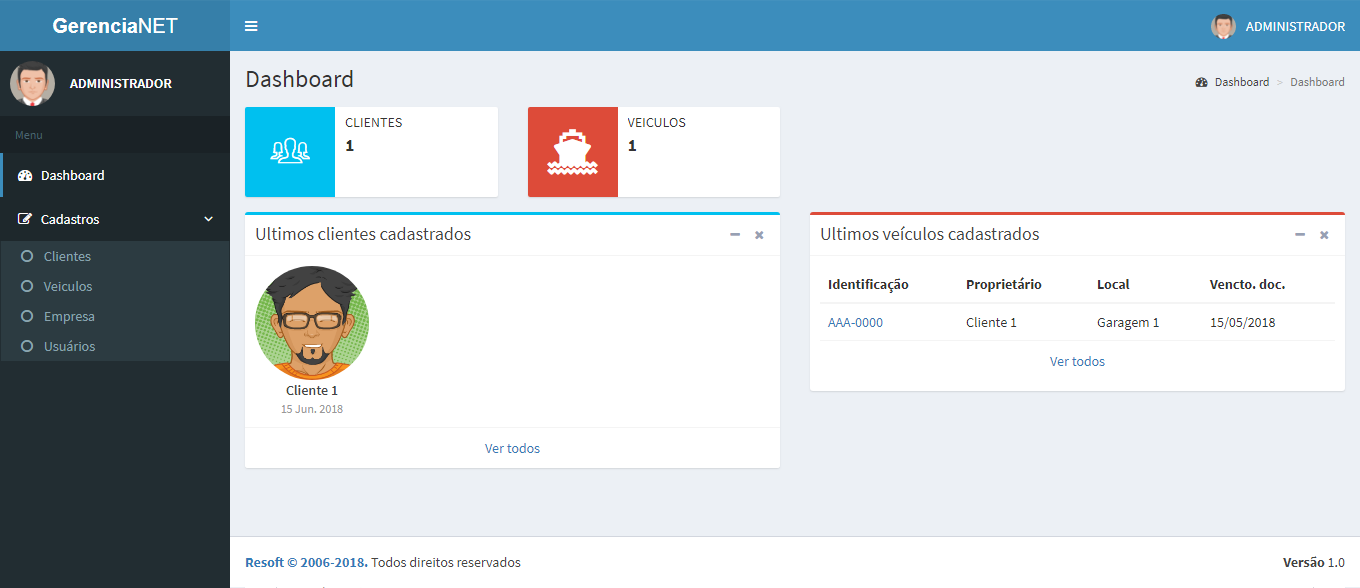 GerenciaNET
ADMINISTRADOR
ADMINISTRADOR
Menu
Dashboard
Cadastros
Clientes
Veiculos
Empresa
Usuários
Dashboard
Dashboard > Dashboard
CLIENTES
1
VEICULOS
1
Ultimos clientes cadastrados
Cliente 1
15 Jun. 2018
Ver todos
Ultimos veículos cadastrados
Identificação Proprietário Local Vencto. doc.
AAA-0000 Cliente 1 Garagem 1 15/05/2018
Ver todos
Resoft © 2006-2018. Todos direitos reservados
Versão 1.0